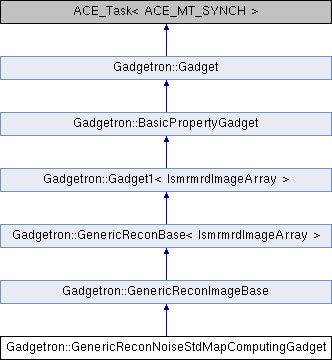 ACE_Task< ACE_MT_SYNCH >
Gadgetron::Gadget
Gadgetron::BasicPropertyGadget
Gadgetron::Gadget1< IsmrmrdImageArray >
Gadgetron::GenericReconBase< IsmrmrdImageArray >
Gadgetron::GenericReconImageBase
Gadgetron::GenericReconNoiseStdMapComputingGadget